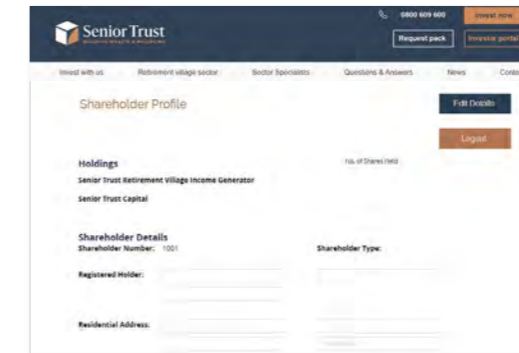 0800 609 600
Invest now
Senior Trust
Request pack
Investor portal
Invest with us Retirement village sector Sector Specialists Questions & Answers News Conta
Shareholder Profile
Edit Details
Logout
Holdings
No. of Shares Held
Senior Trust Retirement Village Income Generator
Senior Trust Capital
Shareholder Details
Shareholder Number: 1001 Shareholder Type:
Registered Holder:
Residential Address: